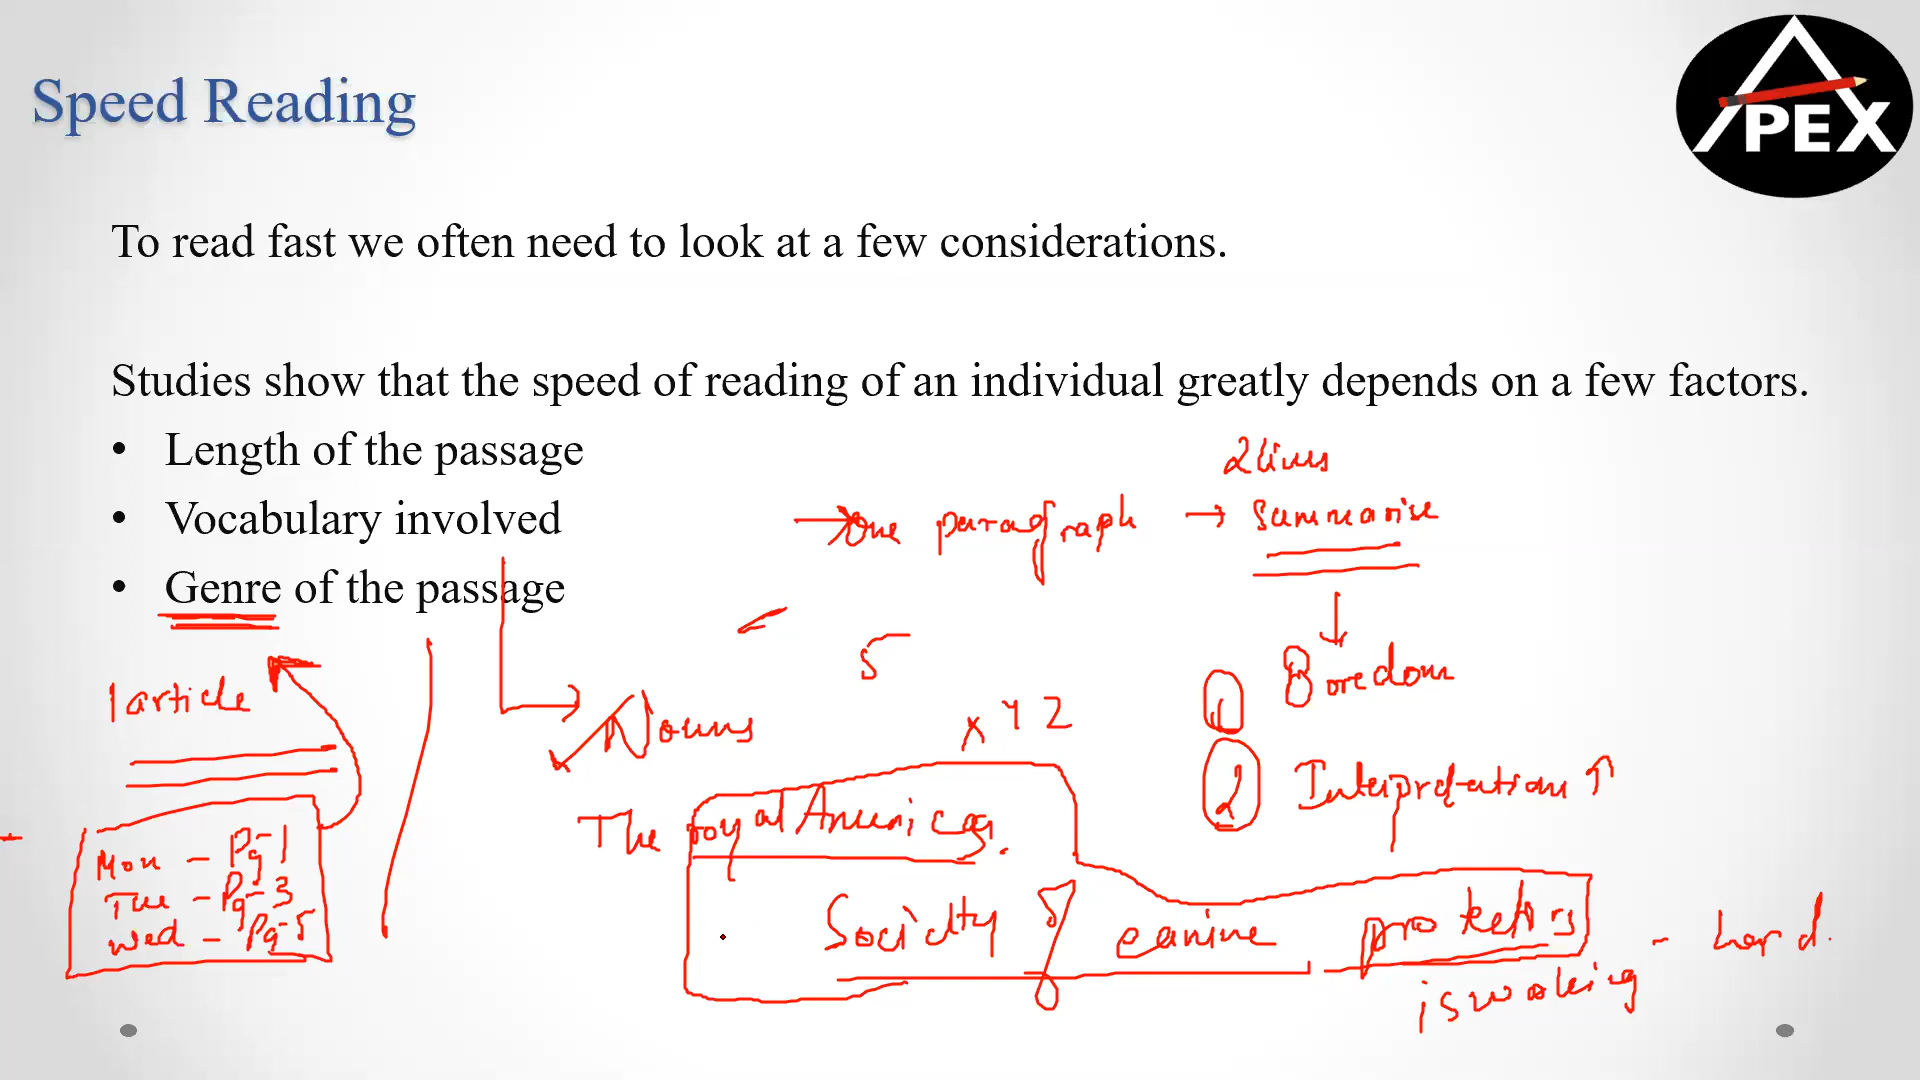 Speed Reading
PEX
To read fast we often need to look at a few considerations.
Studies show that the speed of reading of an individual greatly depends on a few factors.
• Length of the passage
• Vocabulary involved
• Genre of the passage
2 lines
→ One paragraph → Summarise
5
Boredom
1
2 Interpretation ↑
1 article
Mon - Pg-1
Tue - Pg-3
Wed - Pg-5
Nouns
X Y Z
The royal American
Society of canine protectors
is working - hard.